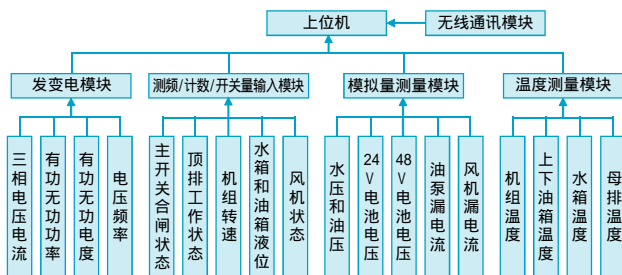 上位机
无线通讯模块
发变电模块
测频/计数/开关量输入模块
模拟量测量模块
温度测量模块
三相电压电流
有功无功功率
有功无功电度
电压频率
主开关合闸状态
顶排工作状态
机组转速
水箱和油箱液位
风机状态
水压和油压
24V电池电压
48V电池电压
油泵漏电流
风机漏电流
机组温度
上下油箱温度
水箱温度
母排温度